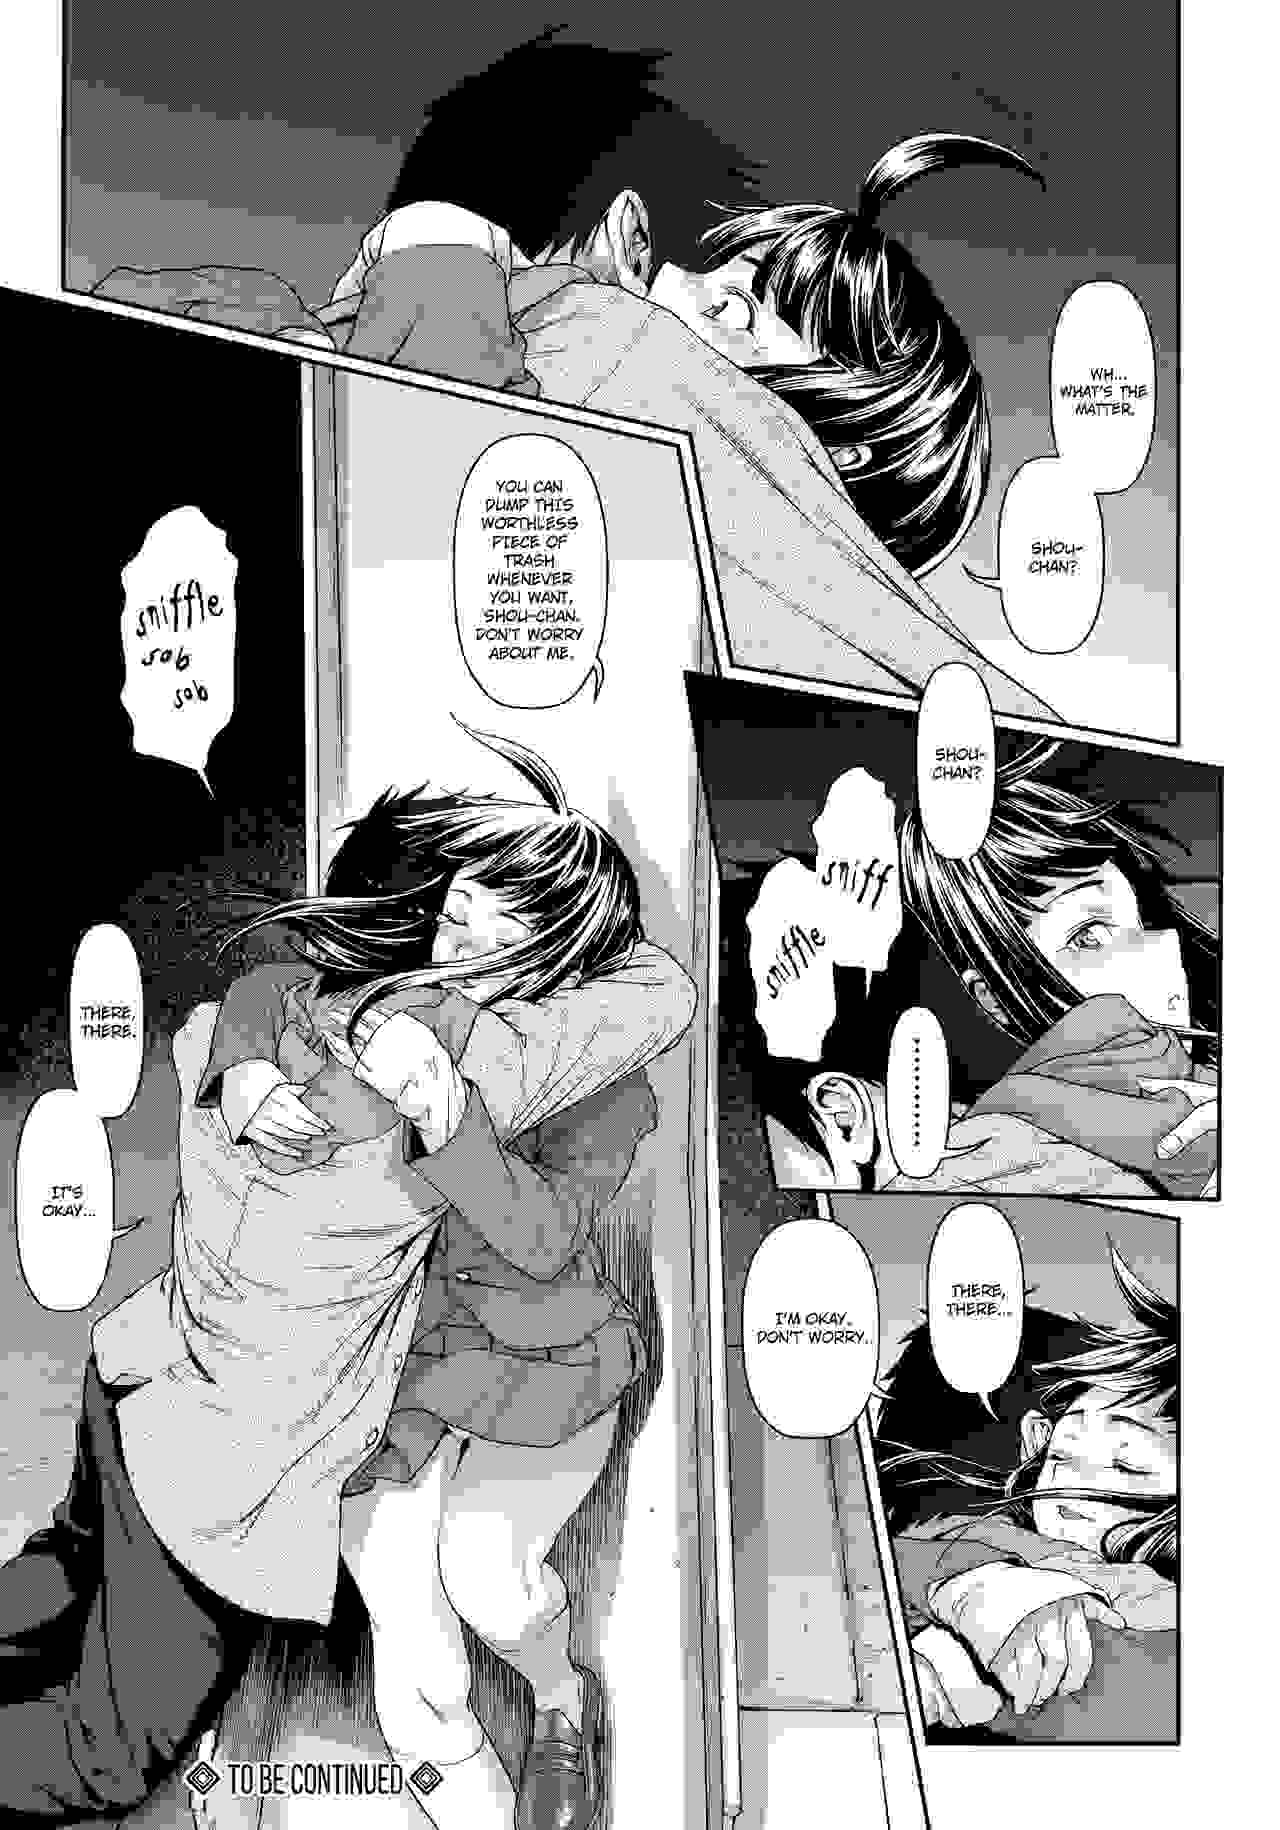 WH...
WHAT'S THE
MATTER.
SHOU-
CHAN?
SHOU-
CHAN?
sniff
sniffle
..........
THERE,
THERE...
I'M OKAY.
DON'T WORRY..
YOU CAN
DUMP THIS
WORTHLESS
PIECE OF
TRASH
WHENEVER
YOU WANT,
SHOU-CHAN.
DON'T WORRY
ABOUT ME.
sniffle
sob
sob
THERE,
THERE.
IT'S
OKAY...
TO BE CONTINUED